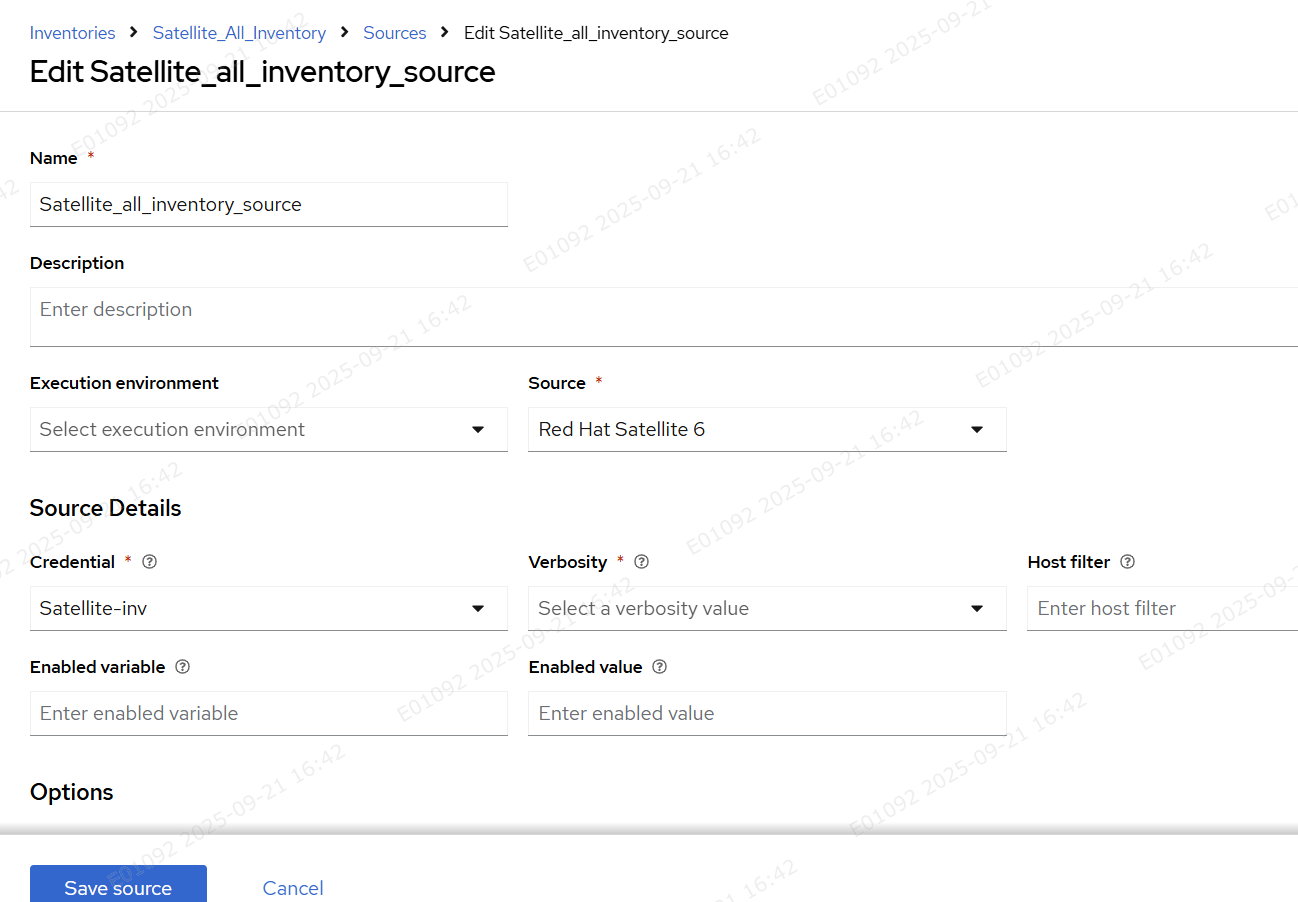 Inventories > Satellite_All_Inventory > Sources > Edit Satellite_all_inventory_source
Edit Satellite_all_inventory_source
Name *
Satellite_all_inventory_source
Description
Enter description
Execution environment
Source *
Select execution environment
Red Hat Satellite 6
Source Details
Credential *
Verbosity *
Host filter
Satellite-inv
Select a verbosity value
Enter host filter
Enabled variable
Enabled value
Enter enabled variable
Enter enabled value
Options
Save source
Cancel
E01092 2025-09-21 16:42